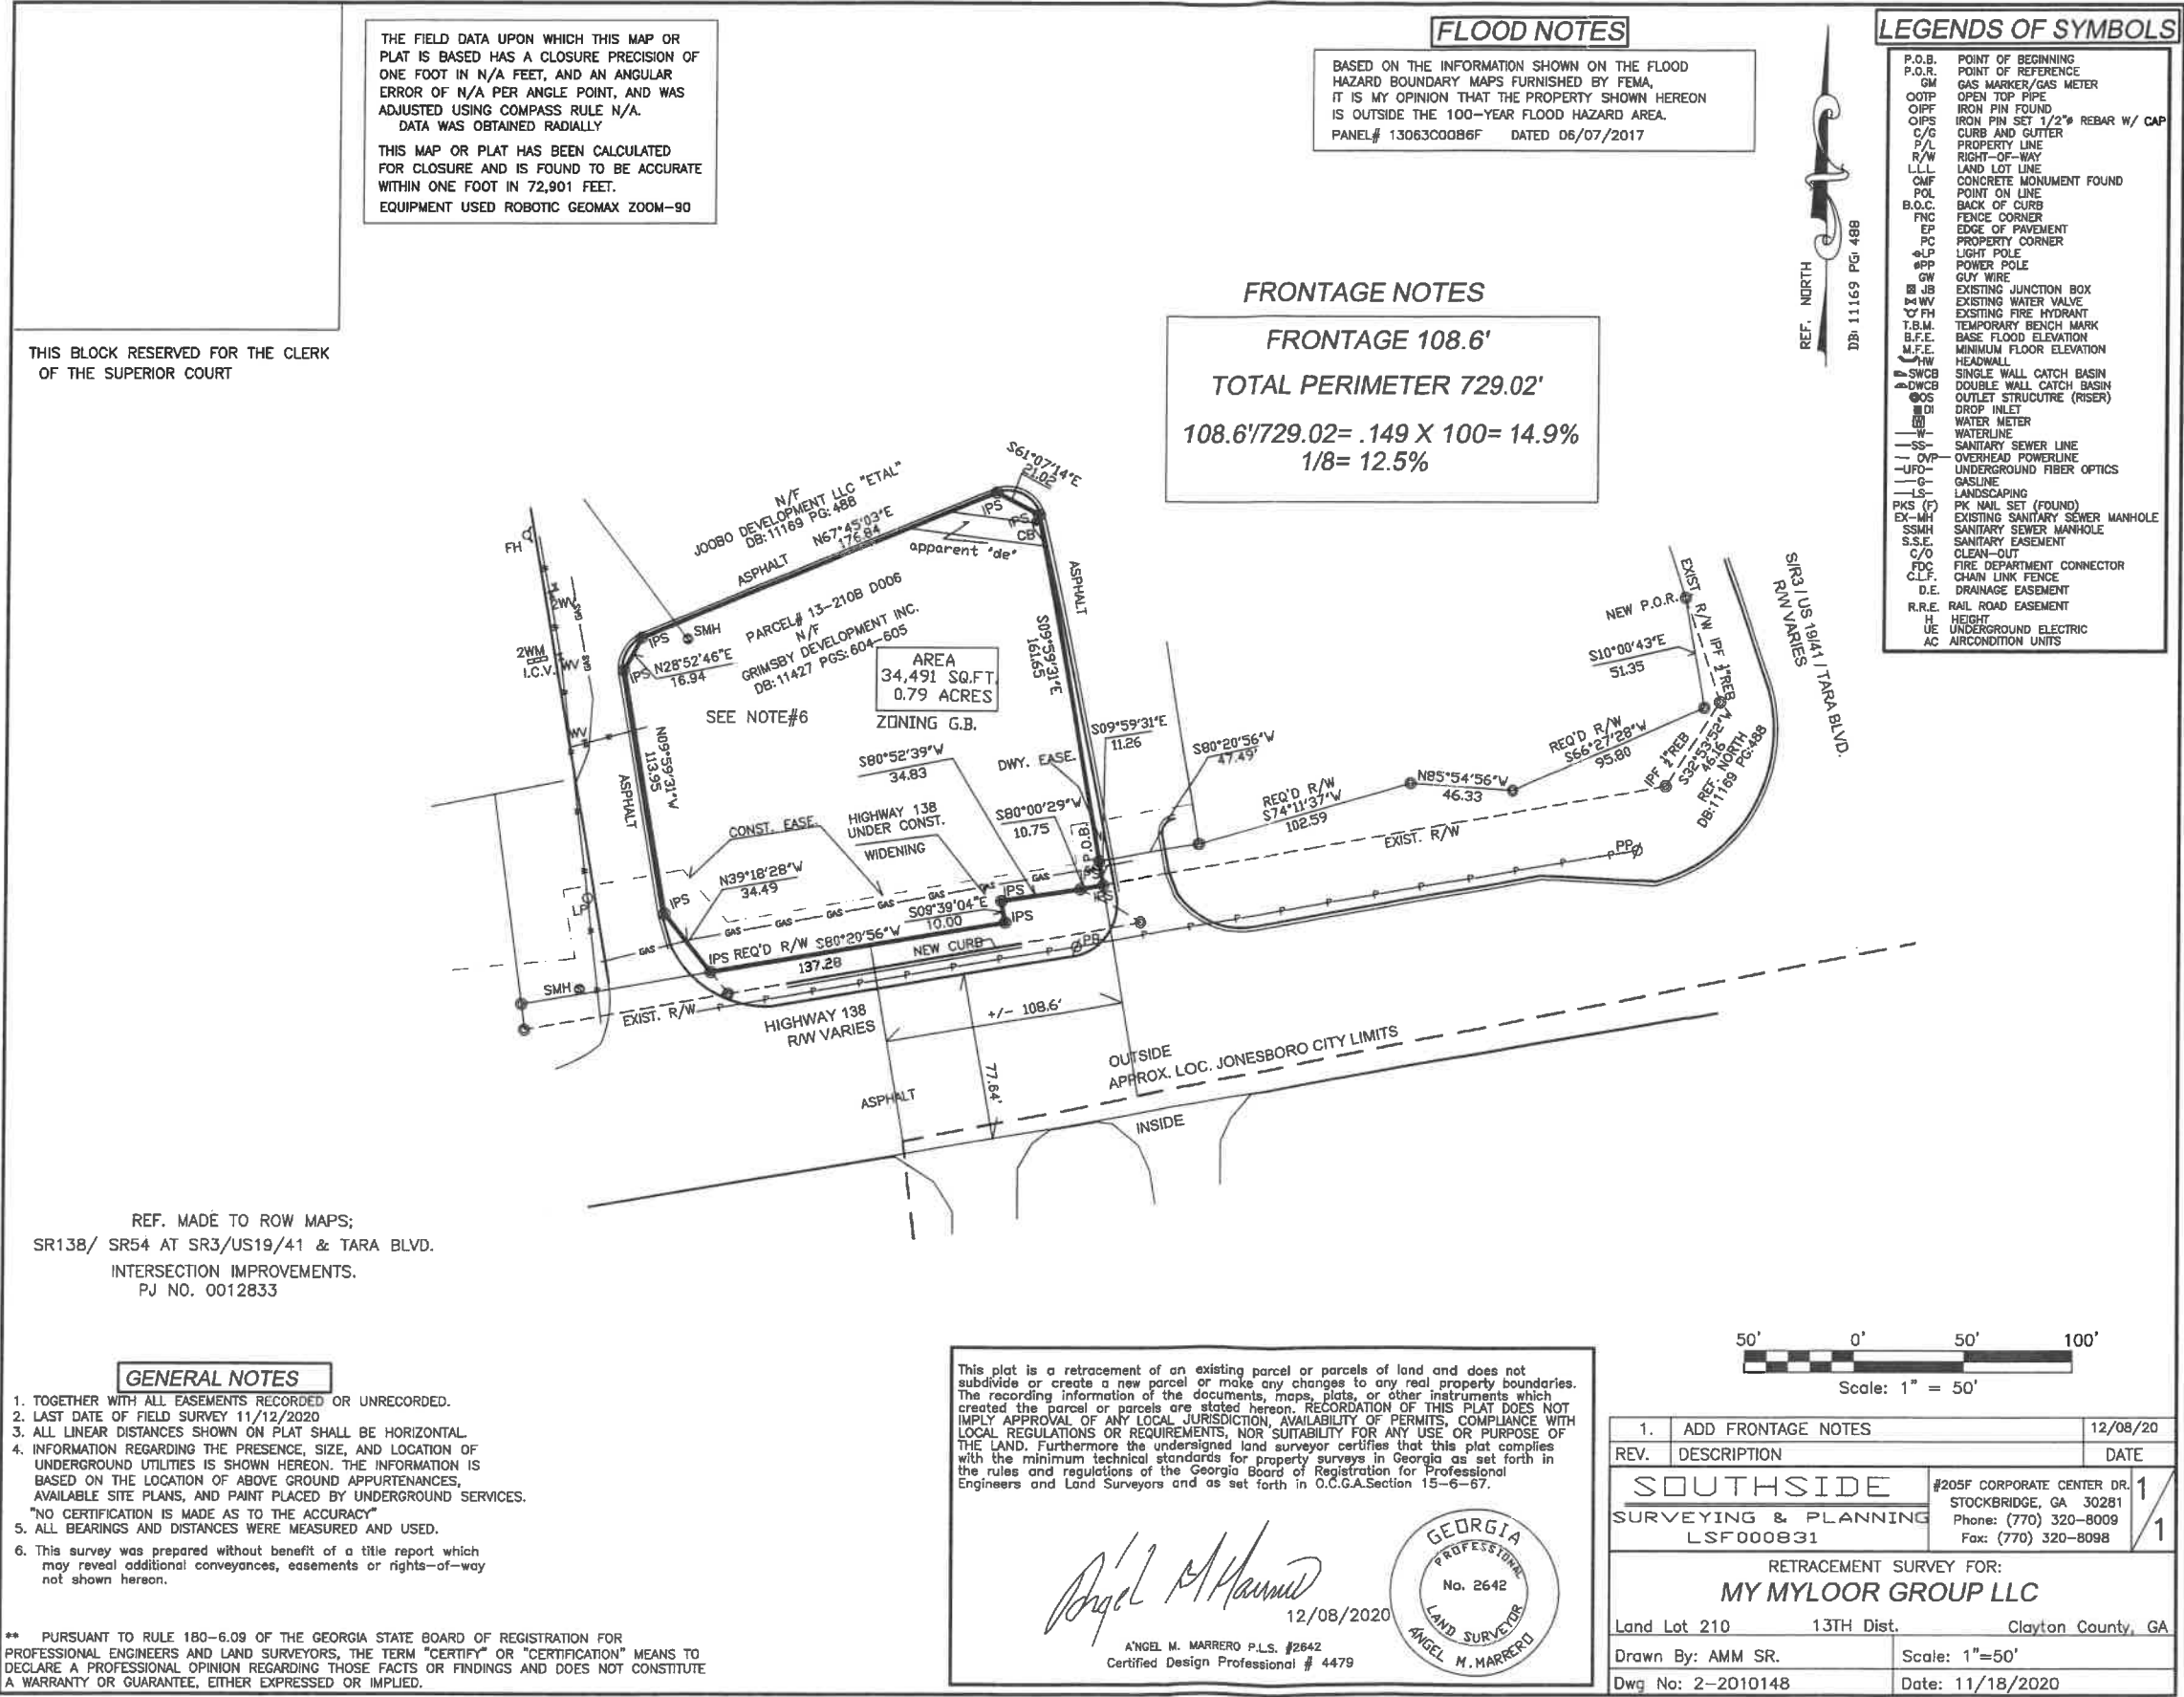 THE FIELD DATA UPON WHICH THIS MAP OR
PLAT IS BASED HAS A CLOSURE PRECISION OF
ONE FOOT IN N/A FEET, AND AN ANGULAR
ERROR OF N/A PER ANGLE POINT, AND WAS
ADJUSTED USING COMPASS RULE N/A.
DATA WAS OBTAINED RADIALLY
THIS MAP OR PLAT HAS BEEN CALCULATED
FOR CLOSURE AND IS FOUND TO BE ACCURATE
WITHIN ONE FOOT IN 72,901 FEET.
EQUIPMENT USED ROBOTIC GEOMAX ZOOM-90
THIS BLOCK RESERVED FOR THE CLERK
OF THE SUPERIOR COURT
FLOOD NOTES
BASED ON THE INFORMATION SHOWN ON THE FLOOD
HAZARD BOUNDARY MAPS FURNISHED BY FEMA,
IT IS MY OPINION THAT THE PROPERTY SHOWN HEREON
IS OUTSIDE THE 100-YEAR FLOOD HAZARD AREA.
PANEL# 13063C0086F DATED 06/07/2017
REF. NORTH
DB: 11169 PG: 488
LEGENDS OF SYMBOLS
P.O.B. POINT OF BEGINNING
P.O.R. POINT OF REFERENCE
GM GAS MARKER/GAS METER
OOTP OPEN TOP PIPE
OIPF IRON PIN FOUND
OIPS IRON PIN SET 1/2"ø REBAR W/ CAP
C/G CURB AND GUTTER
P/L PROPERTY LINE
R/W RIGHT-OF-WAY
L.L.L. LAND LOT LINE
CMF CONCRETE MONUMENT FOUND
POL POINT ON LINE
B.O.C. BACK OF CURB
FNC FENCE CORNER
EP EDGE OF PAVEMENT
PC PROPERTY CORNER
LP LIGHT POLE
PP POWER POLE
GW GUY WIRE
JB EXISTING JUNCTION BOX
WV EXISTING WATER VALVE
FH EXSITING FIRE HYDRANT
T.B.M. TEMPORARY BENCH MARK
B.F.E. BASE FLOOD ELEVATION
M.F.E. MINIMUM FLOOR ELEVATION
HW HEADWALL
SWCB SINGLE WALL CATCH BASIN
DWCB DOUBLE WALL CATCH BASIN
OS OUTLET STRUCUTRE (RISER)
DI DROP INLET
WATER METER
—W— WATERLINE
—SS— SANITARY SEWER LINE
— OVP— OVERHEAD POWERLINE
—UFO— UNDERGROUND FIBER OPTICS
—G— GASLINE
—LS— LANDSCAPING
PKS (F) PK NAIL SET (FOUND)
EX-MH EXISTING SANITARY SEWER MANHOLE
SSMH SANITARY SEWER MANHOLE
S.S.E. SANITARY EASEMENT
C/O CLEAN-OUT
FDC FIRE DEPARTMENT CONNECTOR
C.L.F. CHAIN LINK FENCE
D.E. DRAINAGE EASEMENT
R.R.E. RAIL ROAD EASEMENT
H HEIGHT
UE UNDERGROUND ELECTRIC
AC AIRCONDITION UNITS
FRONTAGE NOTES
FRONTAGE 108.6'
TOTAL PERIMETER 729.02'
108.6'/729.02= .149 X 100= 14.9%
1/8= 12.5%
S61°07'14"E
21.02
N/F
JOOBO DEVELOPMENT LLC "ETAL"
DB:11169 PG:488
N67°45'03"E
176.84
ASPHALT
IPS
IPS
CB
apparent "de"
ASPHALT
FH
2WV
SMH
IPS
PARCEL# 13-210B D006
N/F
GRIMSBY DEVELOPMENT INC.
DB:11427 PGS:604-605
2WM
I.C.V.
WV
IPS
N28°52'46"E
16.94
AREA
34,491 SQ.FT.
0.79 ACRES
ZONING G.B.
SEE NOTE#6
S09°59'31"E
161.65
WV
N09°59'31"W
113.95
ASPHALT
S80°52'39"W
34.83
DWY. EASE.
S09°59'31"E
11.26
S80°20'56"W
47.49'
CONST. EASE.
HIGHWAY 138
UNDER CONST.
WIDENING
S80°00'29"W
10.75
P.O.B.
REQ'D R/W
S74°11'37"W
102.59
N85°54'56"W
46.33
REQ'D R/W
S66°27'28"W
95.80
NEW P.O.R.
S10°00'43"E
51.35
EXIST R/W
IPF 1"REB
IPF 1/2"REB
S32°53'52"W
46.16
REF. NORTH
DB:11169 PG:488
S/R3 / US 19/41 / TARA BLVD.
R/W VARIES
EXIST. R/W
PP
N39°18'28"W
34.49
IPS
LP
GAS GAS GAS GAS GAS GAS GAS GAS
S09°39'04"E
10.00
IPS
IPS
IPS REQ'D R/W S80°20'56"W
137.28
NEW CURB
PP
SMH
EXIST. R/W
HIGHWAY 138
R/W VARIES
+/- 108.6'
77.64'
ASPHALT
OUTSIDE
APPROX. LOC. JONESBORO CITY LIMITS
INSIDE
REF. MADE TO ROW MAPS;
SR138/ SR54 AT SR3/US19/41 & TARA BLVD.
INTERSECTION IMPROVEMENTS.
PJ NO. 0012833
GENERAL NOTES
1. TOGETHER WITH ALL EASEMENTS RECORDED OR UNRECORDED.
2. LAST DATE OF FIELD SURVEY 11/12/2020
3. ALL LINEAR DISTANCES SHOWN ON PLAT SHALL BE HORIZONTAL.
4. INFORMATION REGARDING THE PRESENCE, SIZE, AND LOCATION OF
UNDERGROUND UTILITIES IS SHOWN HEREON. THE INFORMATION IS
BASED ON THE LOCATION OF ABOVE GROUND APPURTENANCES,
AVAILABLE SITE PLANS, AND PAINT PLACED BY UNDERGROUND SERVICES.
"NO CERTIFICATION IS MADE AS TO THE ACCURACY"
5. ALL BEARINGS AND DISTANCES WERE MEASURED AND USED.
6. This survey was prepared without benefit of a title report which
may reveal additional conveyances, easements or rights-of-way
not shown hereon.
** PURSUANT TO RULE 180-6.09 OF THE GEORGIA STATE BOARD OF REGISTRATION FOR
PROFESSIONAL ENGINEERS AND LAND SURVEYORS, THE TERM "CERTIFY" OR "CERTIFICATION" MEANS TO
DECLARE A PROFESSIONAL OPINION REGARDING THOSE FACTS OR FINDINGS AND DOES NOT CONSTITUTE
A WARRANTY OR GUARANTEE, EITHER EXPRESSED OR IMPLIED.
This plat is a retracement of an existing parcel or parcels of land and does not
subdivide or create a new parcel or make any changes to any real property boundaries.
The recording information of the documents, maps, plats, or other instruments which
created the parcel or parcels are stated hereon. RECORDATION OF THIS PLAT DOES NOT
IMPLY APPROVAL OF ANY LOCAL JURISDICTION, AVAILABILITY OF PERMITS, COMPLIANCE WITH
LOCAL REGULATIONS OR REQUIREMENTS, NOR SUITABILITY FOR ANY USE OR PURPOSE OF
THE LAND. Furthermore the undersigned land surveyor certifies that this plat complies
with the minimum technical standards for property surveys in Georgia as set forth in
the rules and regulations of the Georgia Board of Registration for Professional
Engineers and Land Surveyors and as set forth in O.C.G.A.Section 15-6-67.
Angel M Marrero
12/08/2020
A'NGEL M. MARRERO P.L.S. #2642
Certified Design Professional # 4479
GEORGIA
PROFESSIONAL
No. 2642
LAND SURVEYOR
ANGEL M. MARRERO
50' 0' 50' 100'
Scale: 1" = 50'
1. ADD FRONTAGE NOTES 12/08/20
REV. DESCRIPTION DATE
SOUTHSIDE
SURVEYING & PLANNING
LSF000831
#205F CORPORATE CENTER DR.
STOCKBRIDGE, GA 30281
Phone: (770) 320-8009
Fax: (770) 320-8098
1/1
RETRACEMENT SURVEY FOR:
MY MYLOOR GROUP LLC
Land Lot 210 13TH Dist. Clayton County, GA
Drawn By: AMM SR. Scale: 1"=50'
Dwg No: 2-2010148 Date: 11/18/2020